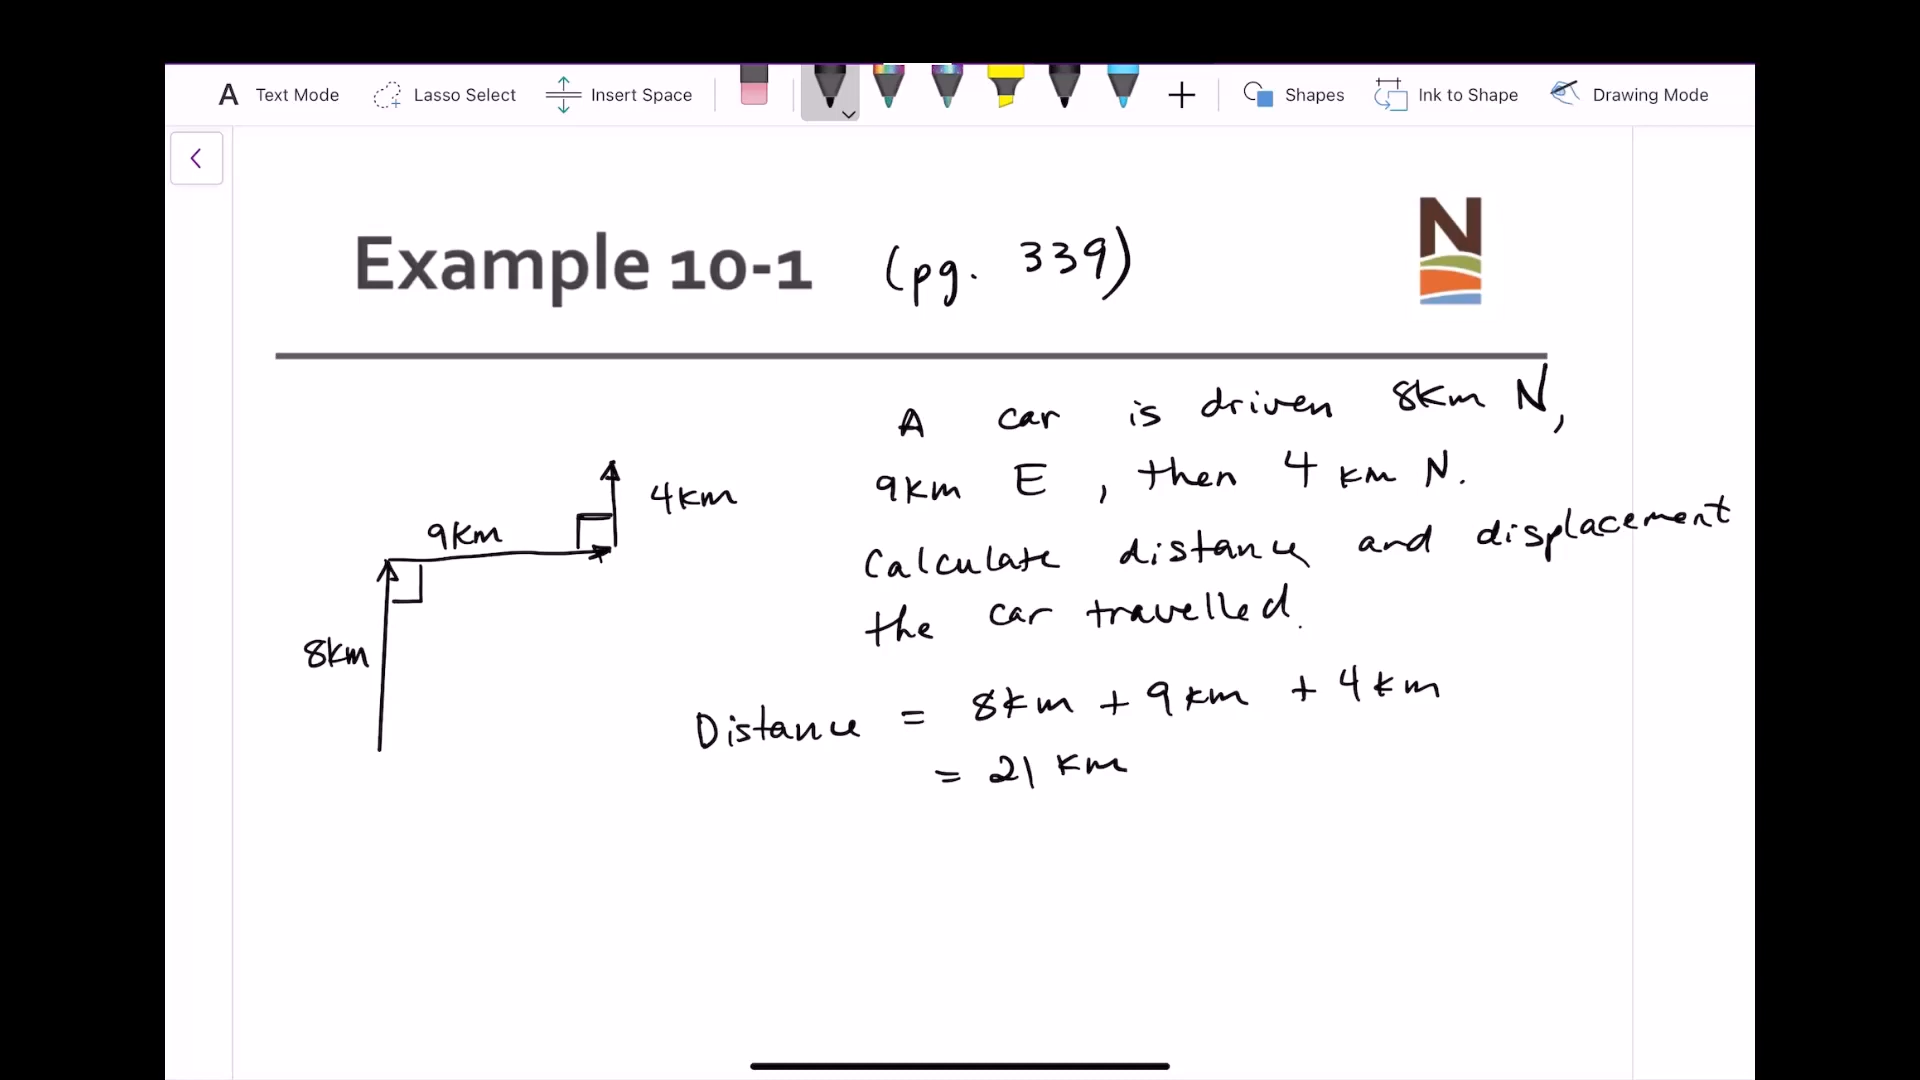 A Text Mode Lasso Select Insert Space Shapes Ink to Shape Drawing Mode
Example 10-1 (pg. 339)
N
A car is driven 8km N,
9km E, then 4 km N.
Calculate distance and displacement
the car travelled.
4km
9km
8km
Distance = 8km + 9km + 4km
= 21 km